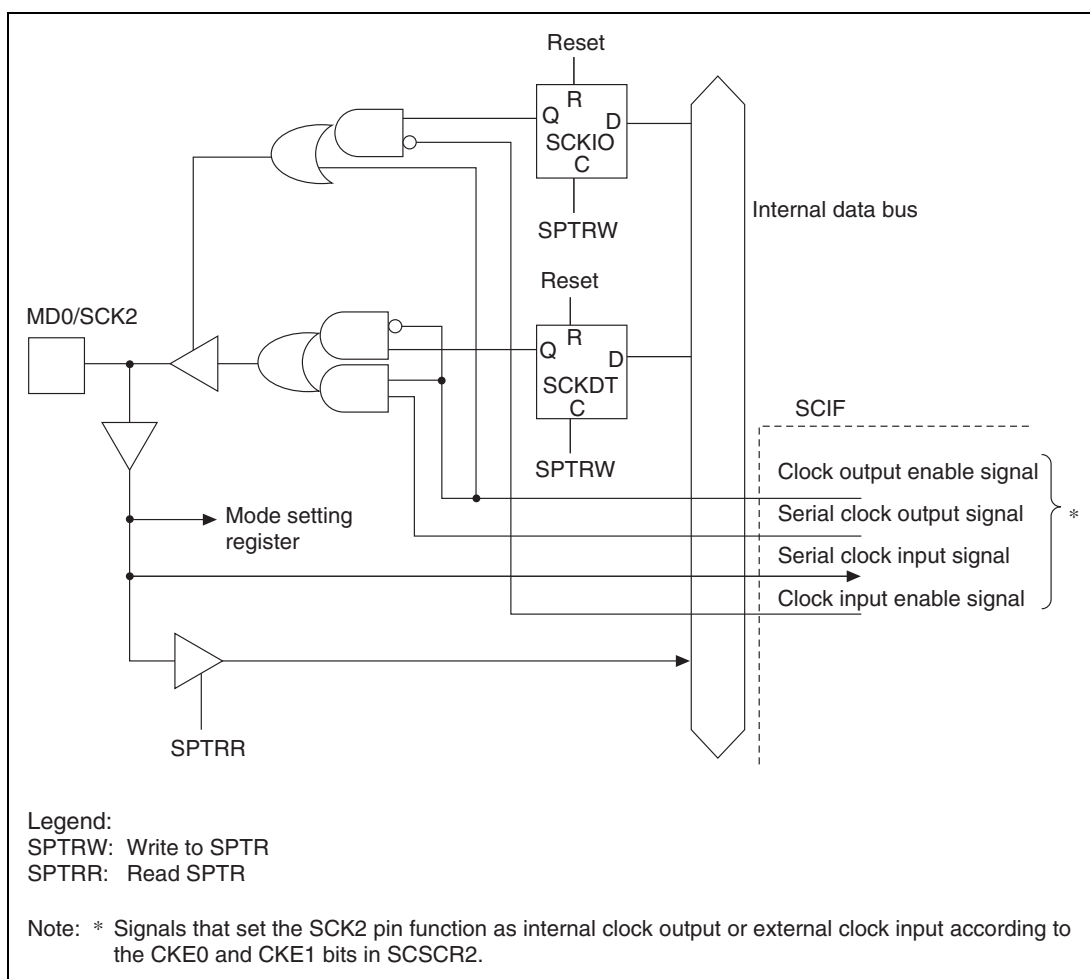 Reset
R
Q
D
SCKIO
C
SPTRW
Internal data bus
Reset
MD0/SCK2
R
Q
D
SCKDT
C
SPTRW
SCIF
Clock output enable signal
Serial clock output signal
*
Mode setting
register
Serial clock input signal
Clock input enable signal
SPTRR
Legend:
SPTRW: Write to SPTR
SPTRR: Read SPTR
Note: * Signals that set the SCK2 pin function as internal clock output or external clock input according to
the CKE0 and CKE1 bits in SCSCR2.